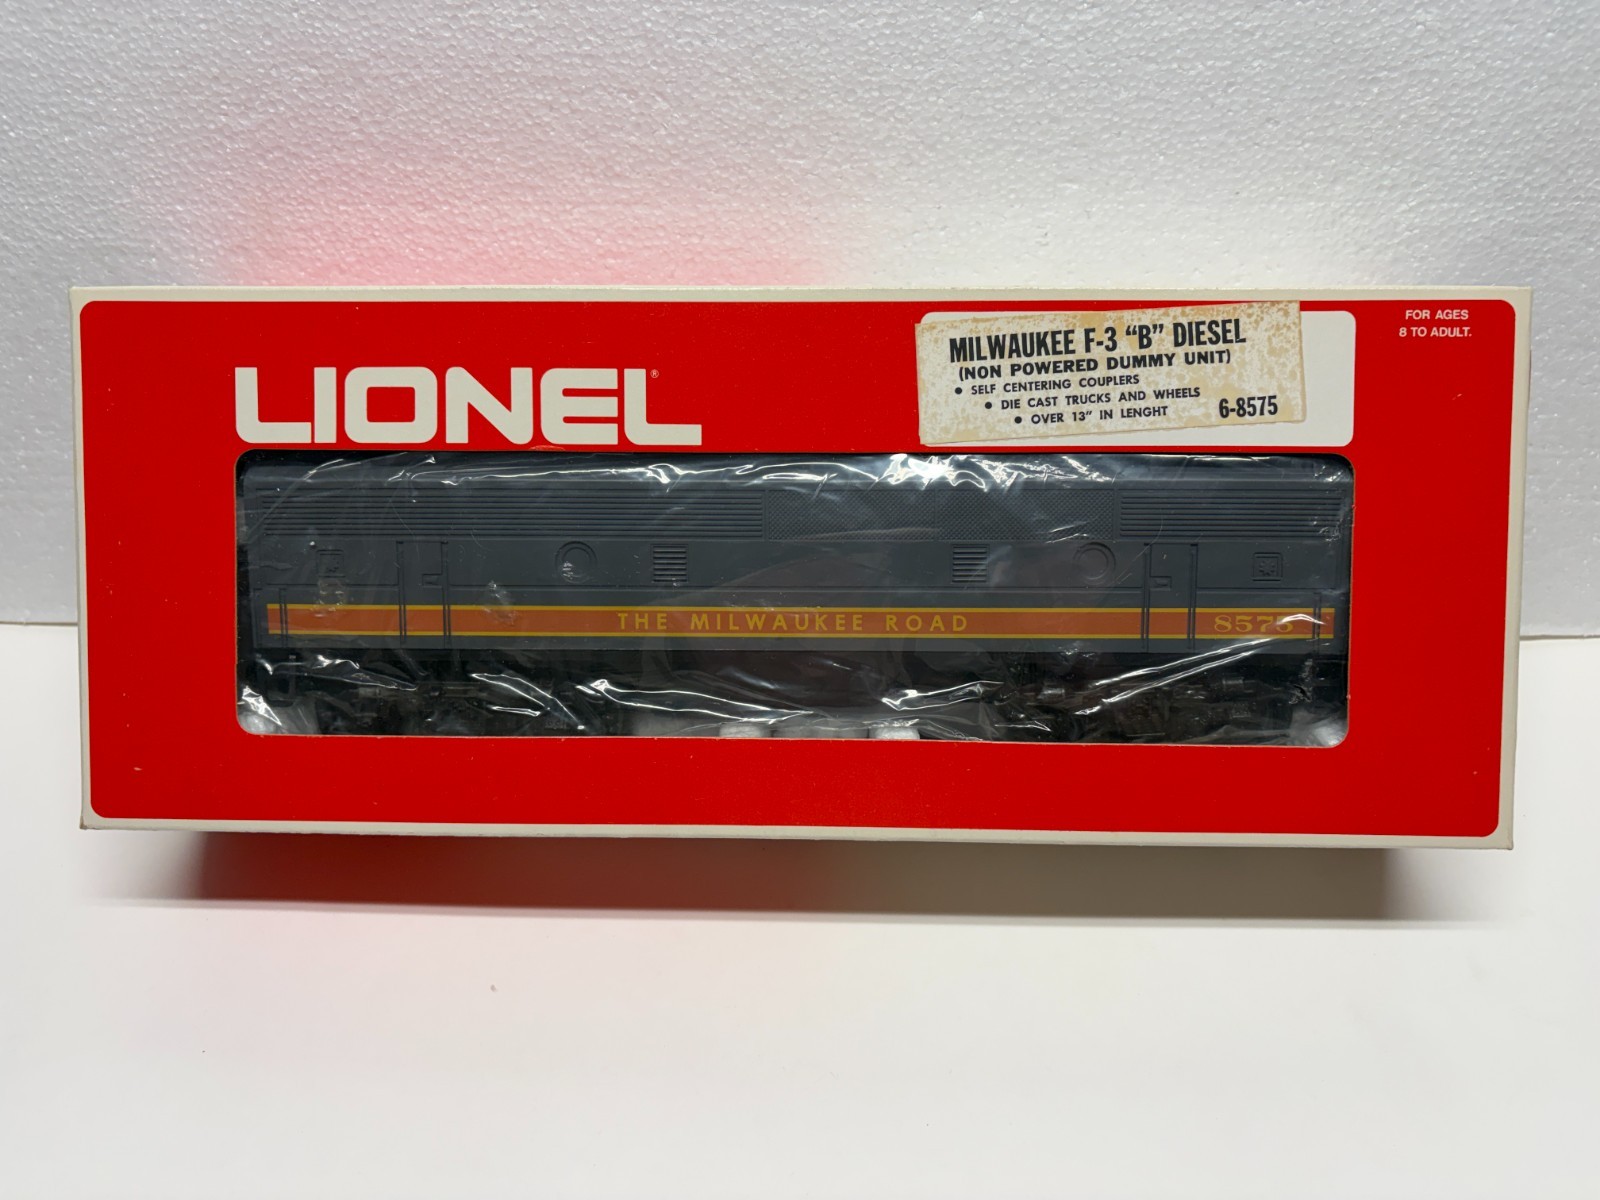 LIONEL®
MILWAUKEE F-3 “B” DIESEL
(NON POWERED DUMMY UNIT)
• SELF CENTERING COUPLERS
• DIE CAST TRUCKS AND WHEELS
• OVER 13” IN LENGHT 6-8575
FOR AGES
8 TO ADULT.
THE MILWAUKEE ROAD 8575